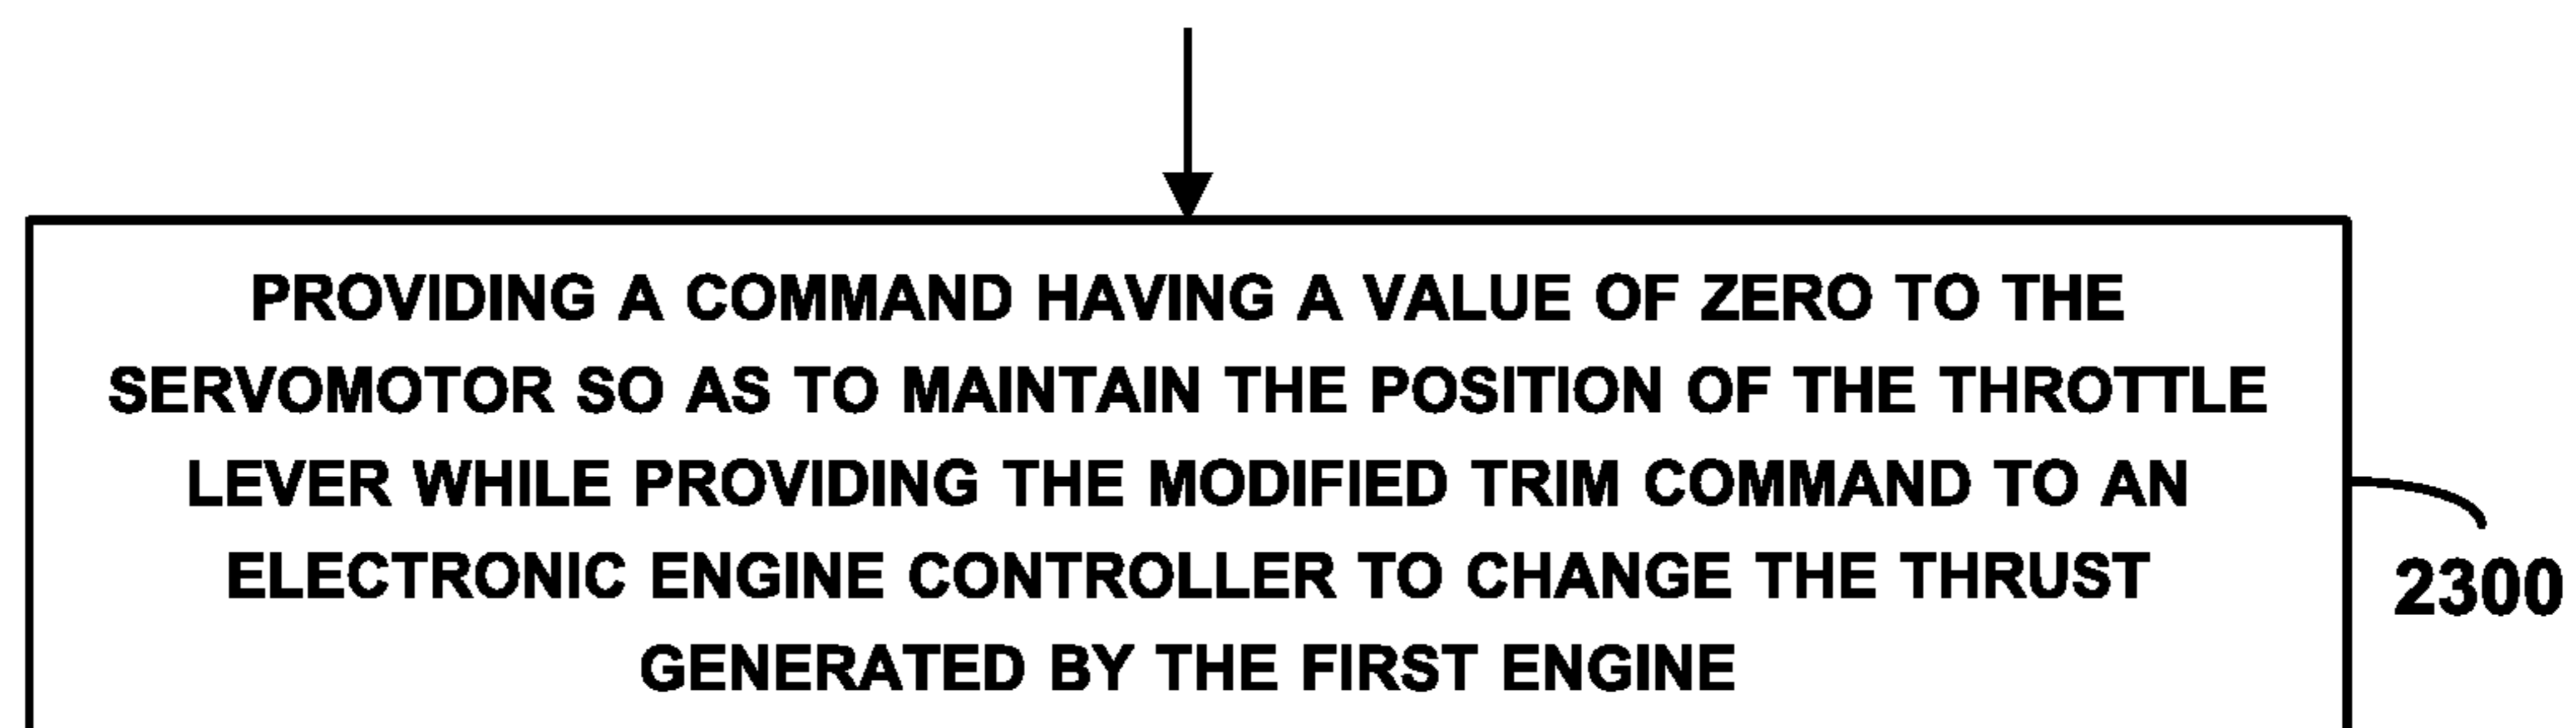 PROVIDING A COMMAND HAVING A VALUE OF ZERO TO THE
SERVOMOTOR SO AS TO MAINTAIN THE POSITION OF THE THROTTLE
LEVER WHILE PROVIDING THE MODIFIED TRIM COMMAND TO AN
ELECTRONIC ENGINE CONTROLLER TO CHANGE THE THRUST
GENERATED BY THE FIRST ENGINE
2300